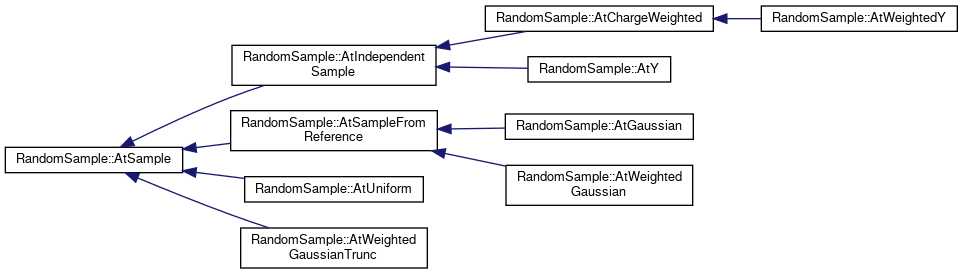 RandomSample::AtChargeWeighted
RandomSample::AtWeightedY
RandomSample::AtIndependent
Sample
RandomSample::AtY
RandomSample::AtSampleFrom
Reference
RandomSample::AtGaussian
RandomSample::AtSample
RandomSample::AtWeighted
Gaussian
RandomSample::AtUniform
RandomSample::AtWeighted
GaussianTrunc